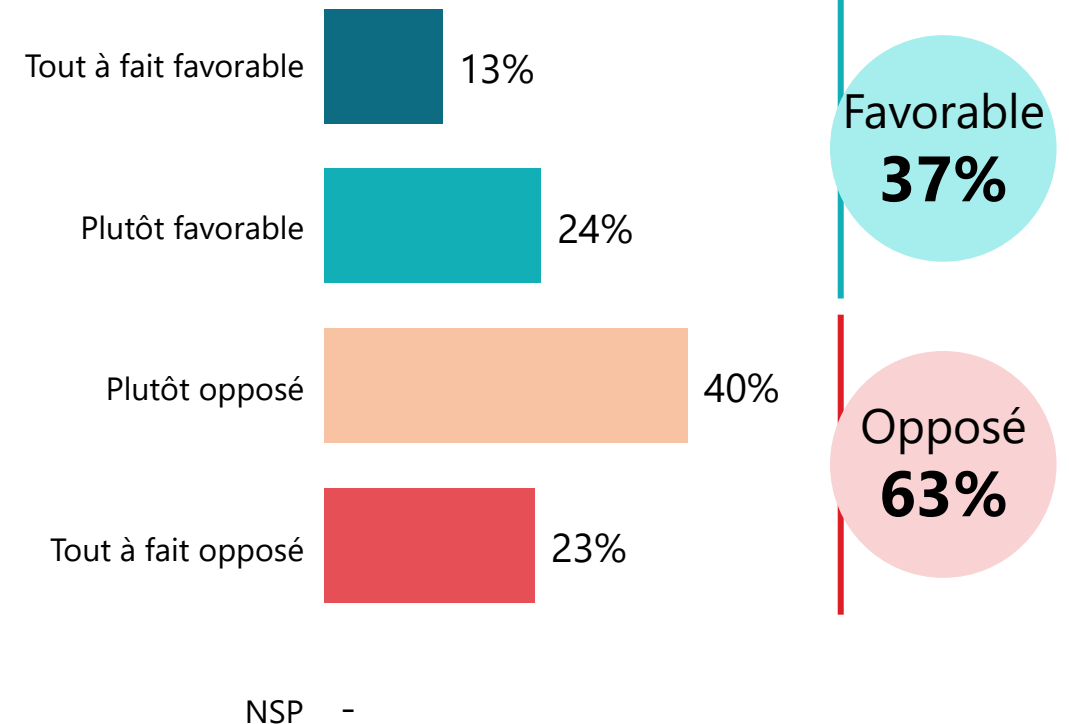 Tout à fait favorable 13%
Plutôt favorable 24%
Plutôt opposé 40%
Tout à fait opposé 23%
NSP -
Favorable
37%
Opposé
63%